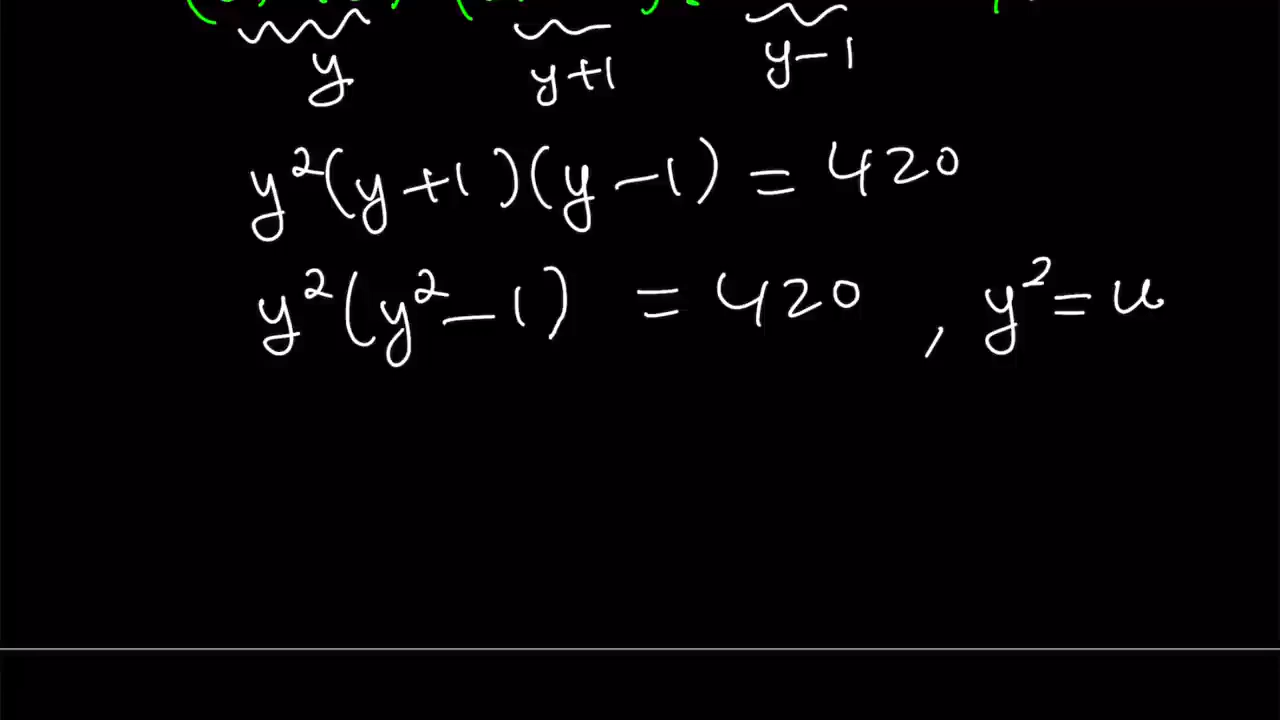 y y+1 y-1
y²(y+1)(y-1) = 420
y²(y²-1) = 420 , y² = u